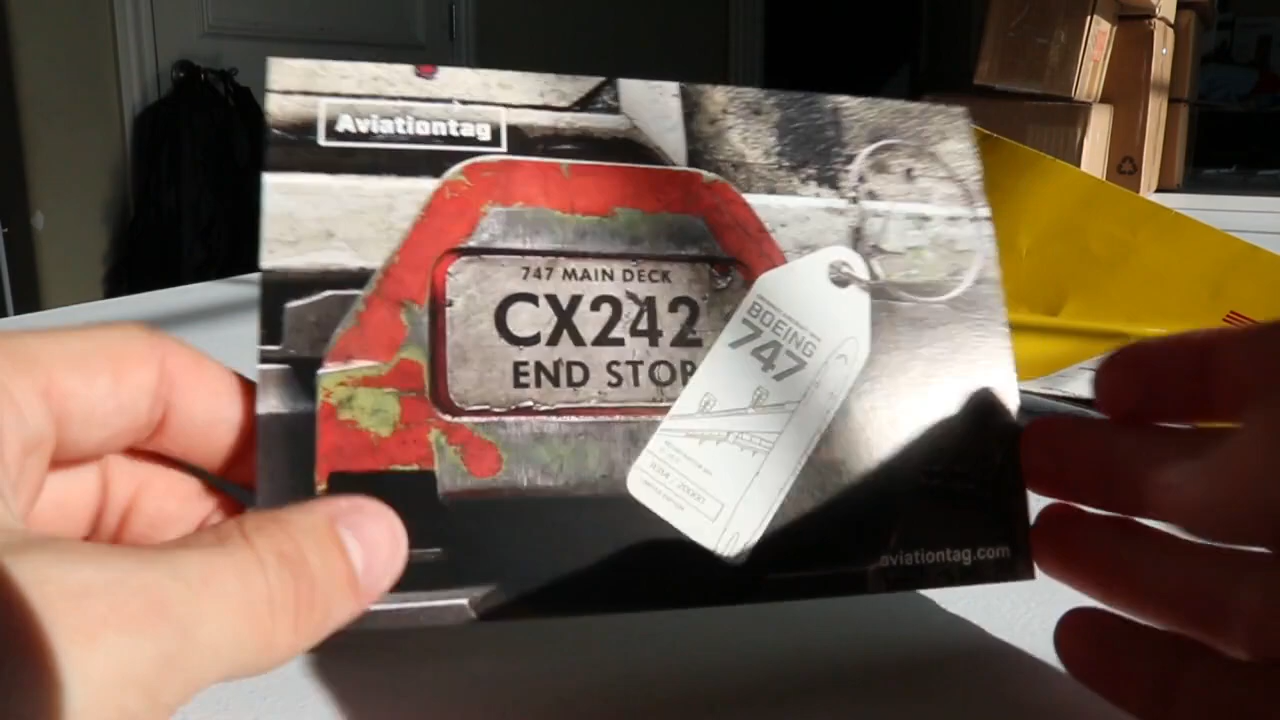 Aviationtag
747 MAIN DECK
CX242
END STOP
BOEING
747
aviationtag.com